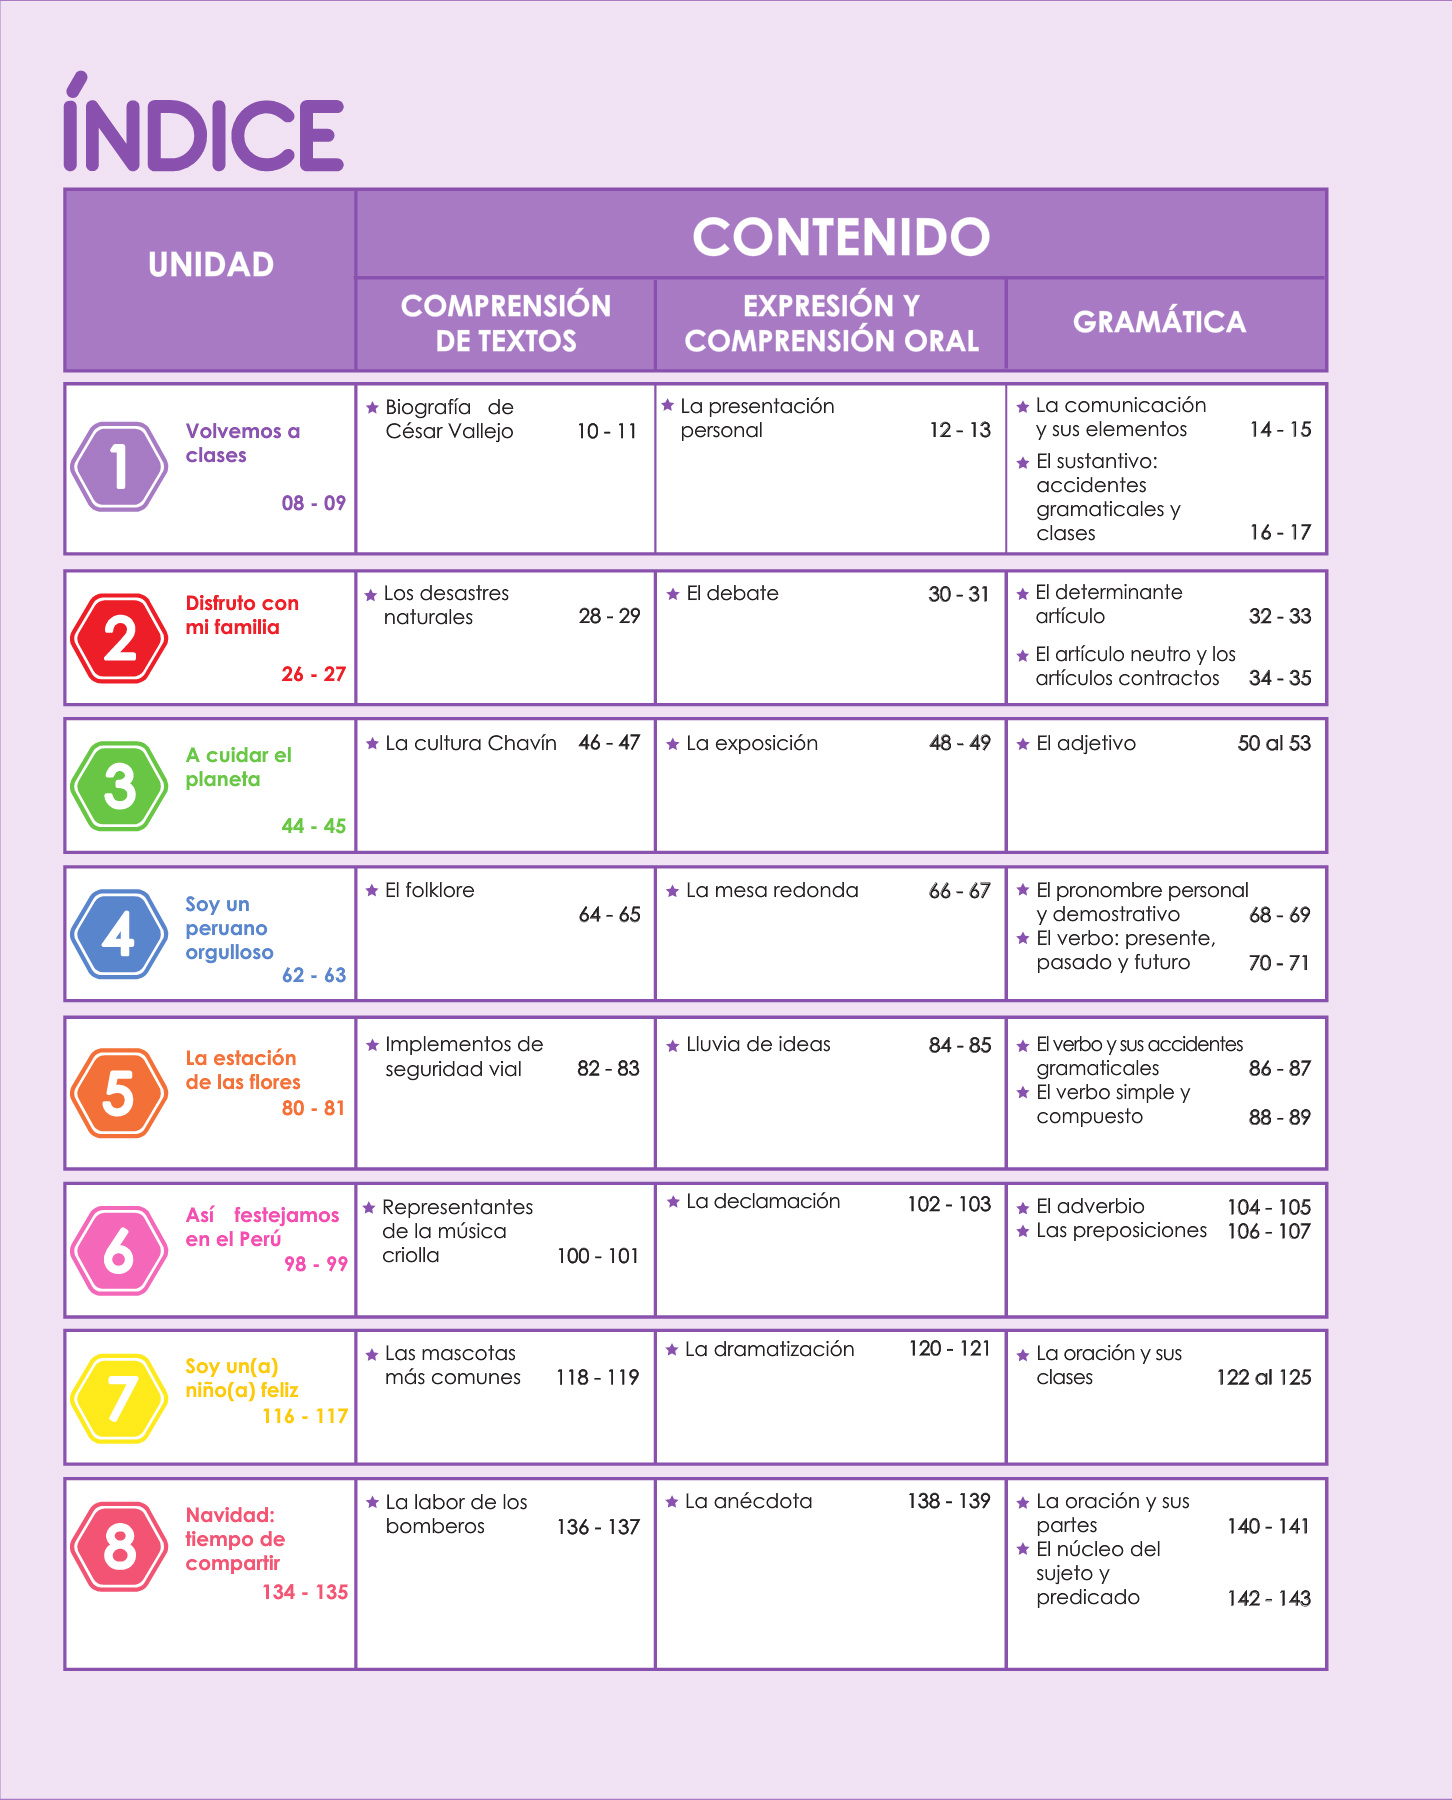 ÍNDICE
UNIDAD
CONTENIDO
COMPRENSIÓN
DE TEXTOS
EXPRESIÓN Y
COMPRENSIÓN ORAL
GRAMÁTICA
1
Volvemos a
clases
08 - 09
Biografía de
César Vallejo 10 - 11
La presentación
personal 12 - 13
La comunicación
y sus elementos 14 - 15
El sustantivo:
accidentes
gramaticales y
clases 16 - 17
2
Disfruto con
mi familia
26 - 27
Los desastres
naturales 28 - 29
El debate 30 - 31
El determinante
artículo 32 - 33
El artículo neutro y los
artículos contractos 34 - 35
3
A cuidar el
planeta
44 - 45
La cultura Chavín 46 - 47
La exposición 48 - 49
El adjetivo 50 al 53
4
Soy un
peruano
orgulloso
62 - 63
El folklore
64 - 65
La mesa redonda 66 - 67
El pronombre personal
y demostrativo 68 - 69
El verbo: presente,
pasado y futuro 70 - 71
5
La estación
de las flores
80 - 81
Implementos de
seguridad vial 82 - 83
Lluvia de ideas 84 - 85
El verbo y sus accidentes
gramaticales 86 - 87
El verbo simple y
compuesto 88 - 89
6
Así festejamos
en el Perú
98 - 99
Representantes
de la música
criolla 100 - 101
La declamación 102 - 103
El adverbio 104 - 105
Las preposiciones 106 - 107
7
Soy un(a)
niño(a) feliz
116 - 117
Las mascotas
más comunes 118 - 119
La dramatización 120 - 121
La oración y sus
clases 122 al 125
8
Navidad:
tiempo de
compartir
134 - 135
La labor de los
bomberos 136 - 137
La anécdota 138 - 139
La oración y sus
partes 140 - 141
El núcleo del
sujeto y
predicado 142 - 143